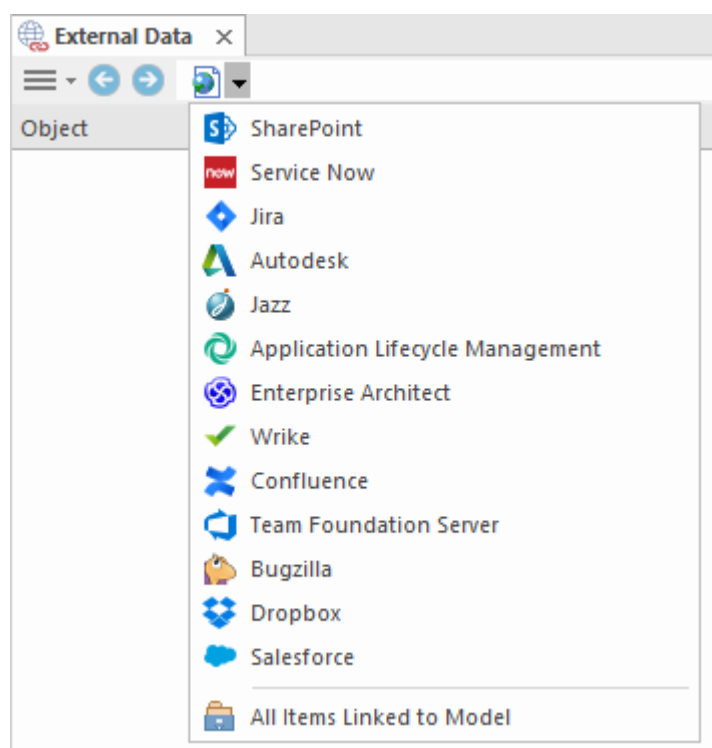 External Data
Object
SharePoint
now
Service Now
Jira
Autodesk
Jazz
Application Lifecycle Management
Enterprise Architect
Wrike
Confluence
Team Foundation Server
Bugzilla
Dropbox
Salesforce
All Items Linked to Model